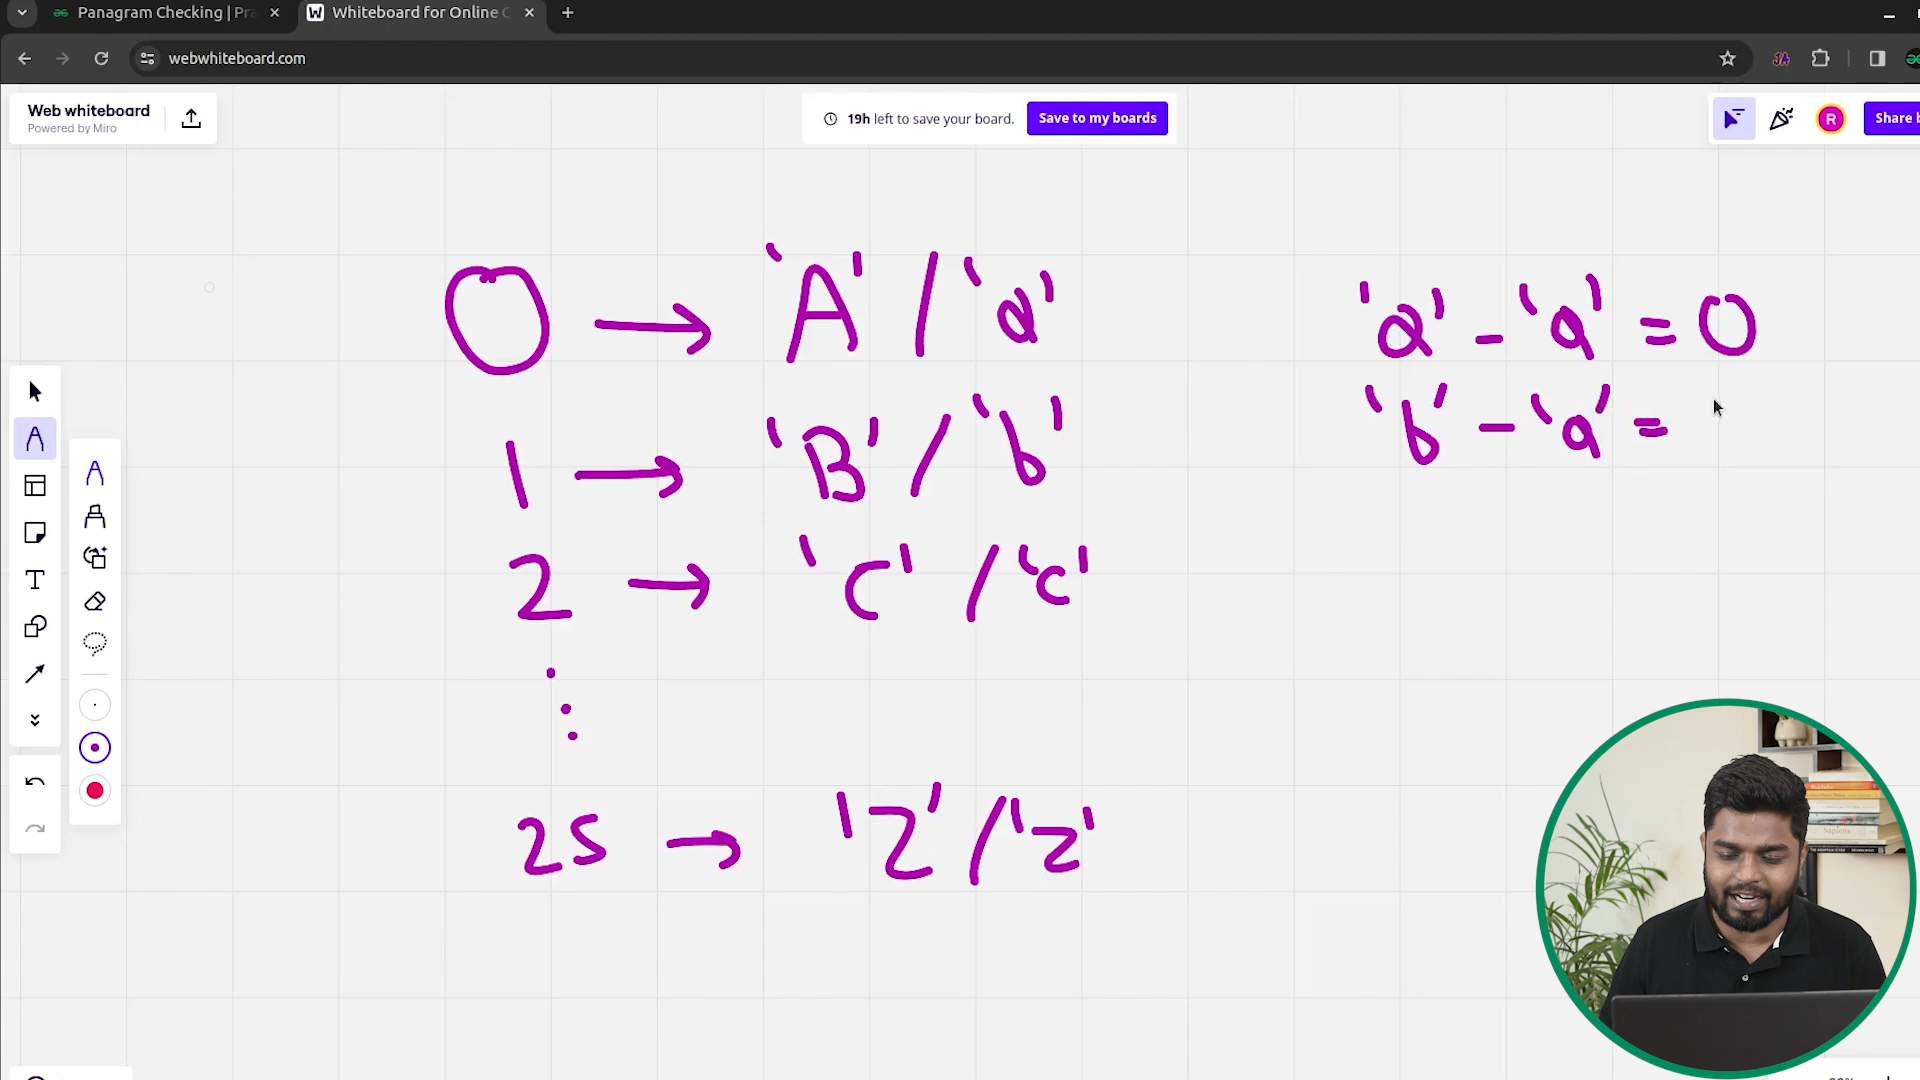 Panagram Checking | Pra
Whiteboard for Online C
webwhiteboard.com
Web whiteboard
Powered by Miro
19h left to save your board.
Save to my boards
R
Share b
0 → 'A' / 'a'
1 → 'B' / 'b'
2 → 'C' / 'c'
25 → 'Z' / 'z'
'a' - 'a' = 0
'b' - 'a' =